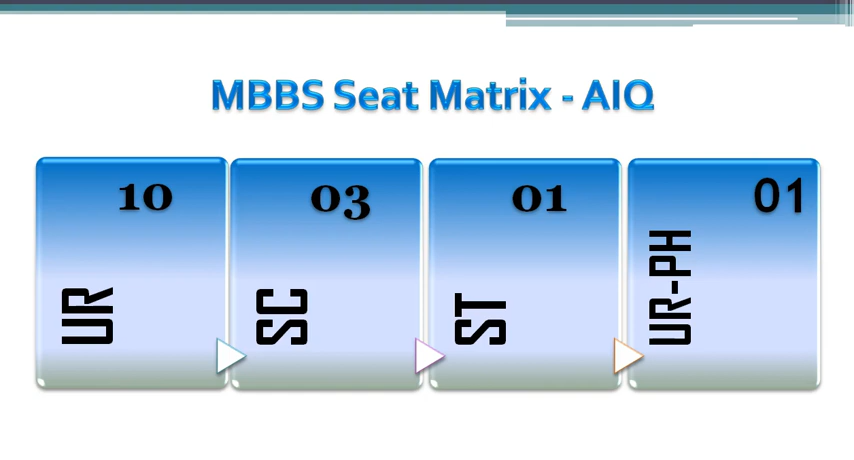 MBBS Seat Matrix - AIQ
10
UR
03
SC
01
ST
01
UR-PH